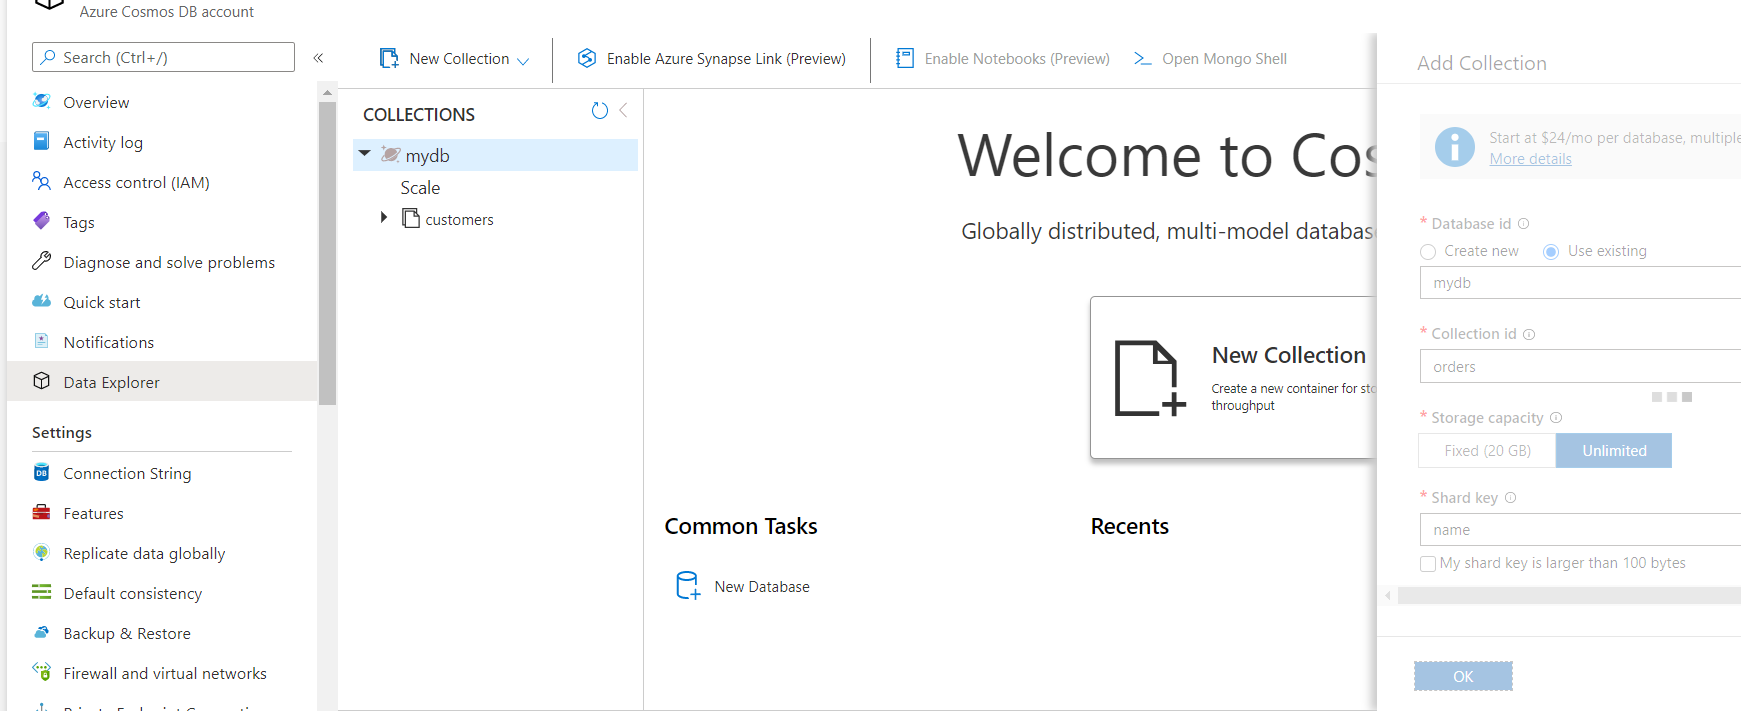 Azure Cosmos DB account
Search (Ctrl+/)
«
Overview
Activity log
Access control (IAM)
Tags
Diagnose and solve problems
Quick start
Notifications
Data Explorer
Settings
Connection String
Features
Replicate data globally
Default consistency
Backup & Restore
Firewall and virtual networks
New Collection
Enable Azure Synapse Link (Preview)
Enable Notebooks (Preview)
Open Mongo Shell
COLLECTIONS
mydb
Scale
customers
Welcome to Cos
Globally distributed, multi-model databas
New Collection
Create a new container for sto
throughput
Common Tasks
New Database
Recents
Add Collection
Start at $24/mo per database, multiple
More details
* Database id
Create new
Use existing
mydb
* Collection id
orders
* Storage capacity
Fixed (20 GB)
Unlimited
* Shard key
name
My shard key is larger than 100 bytes
OK